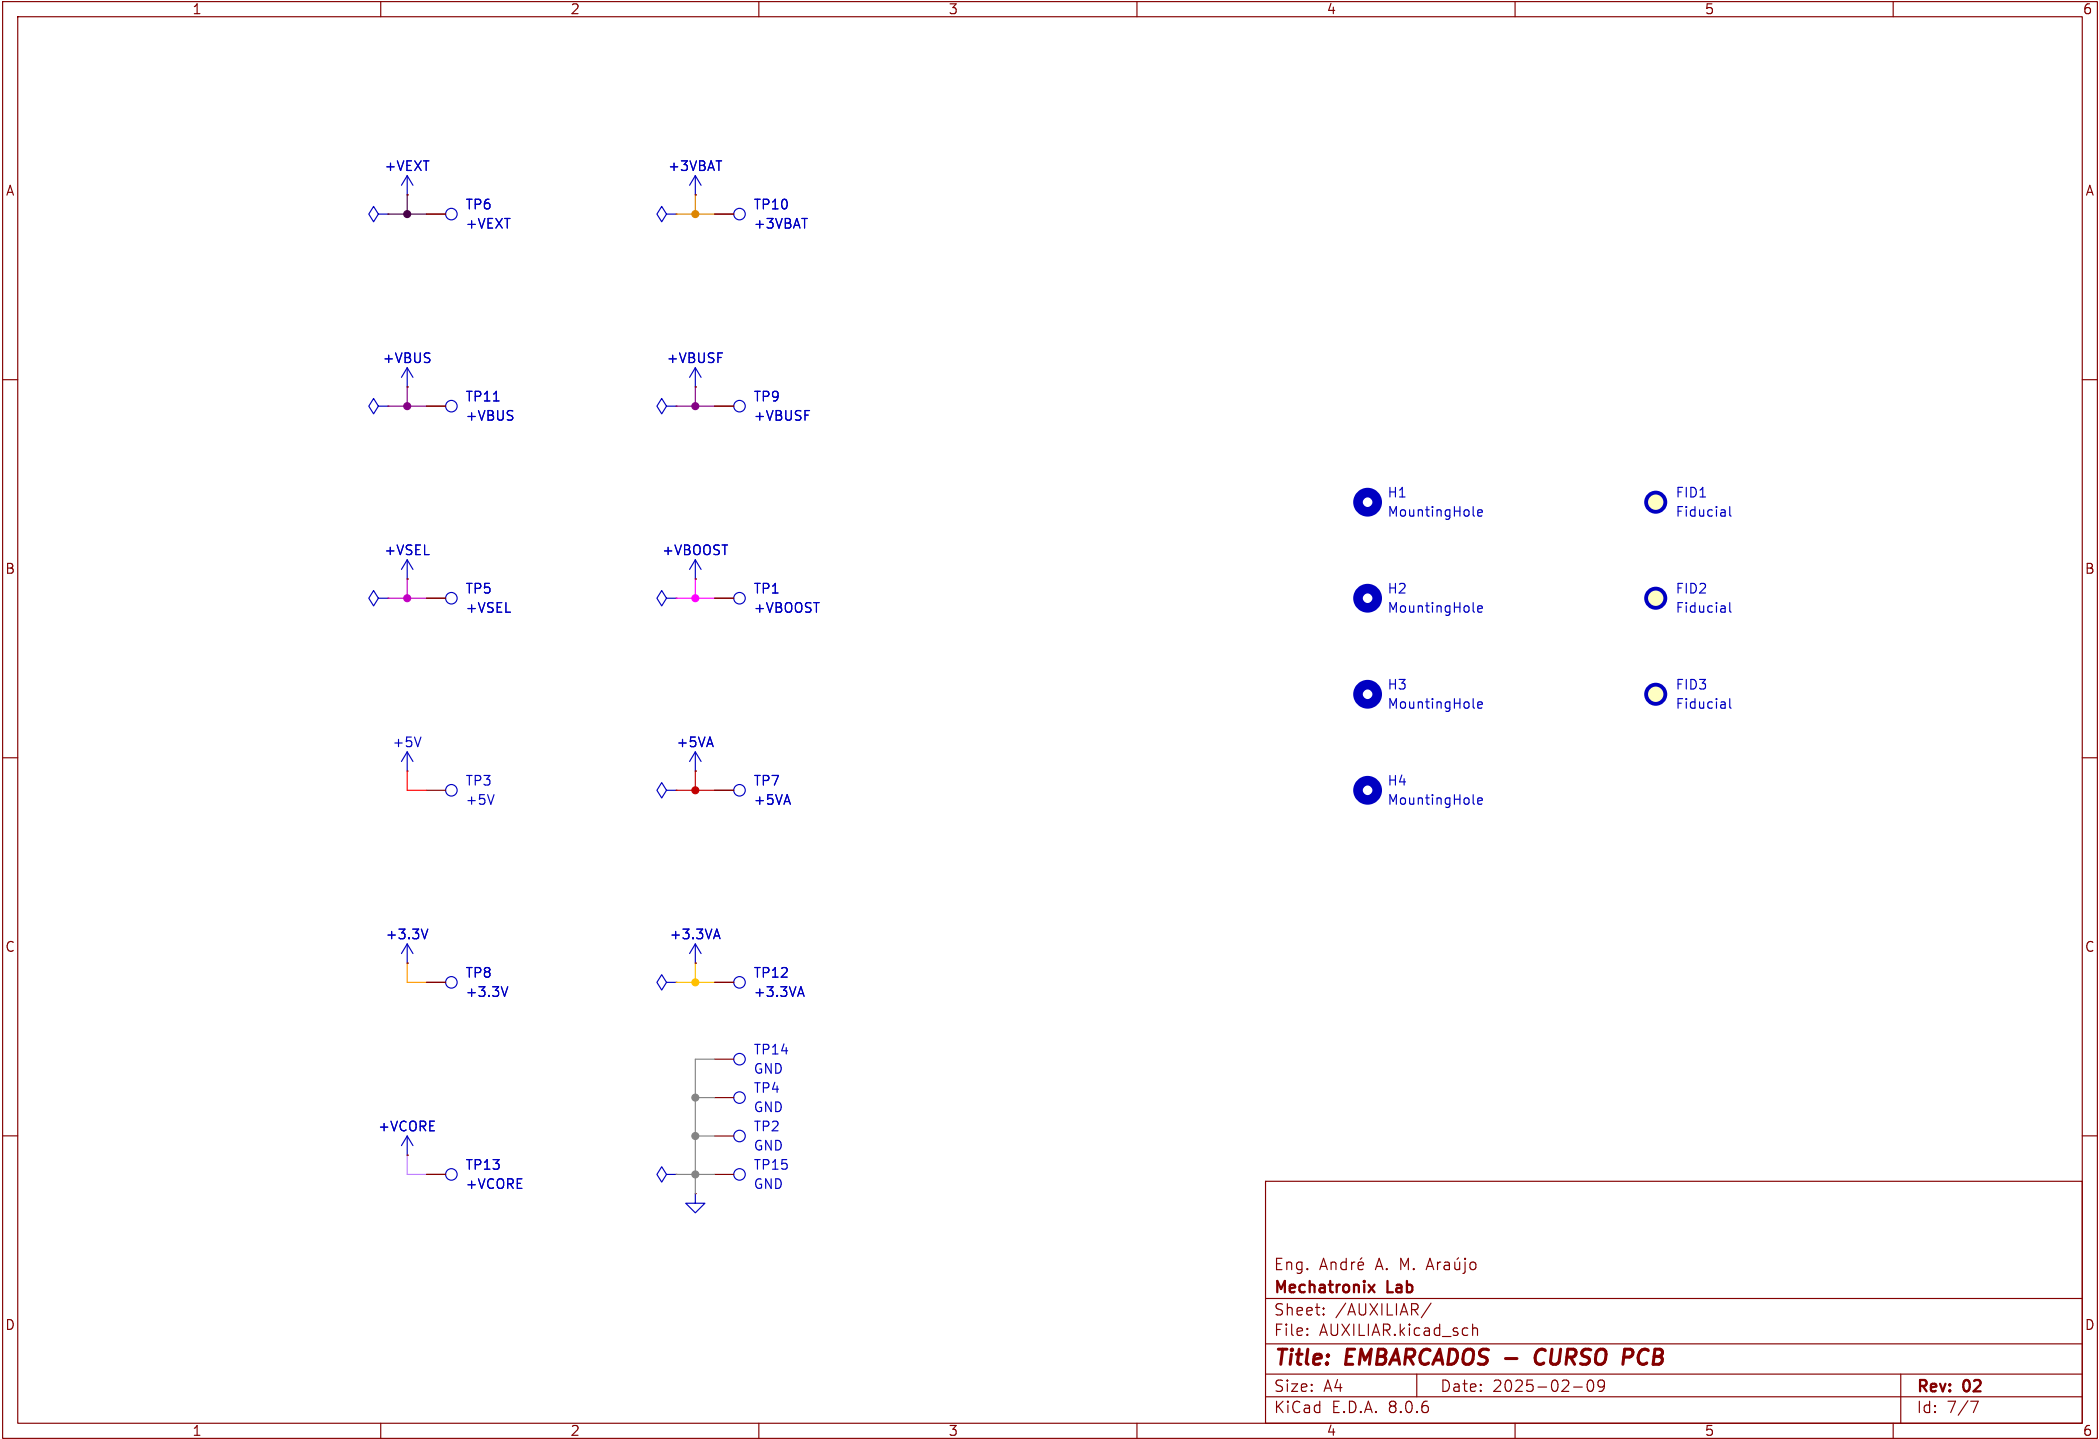 1 2 3 4 5 6
A A
+VEXT +3VBAT
TP6 TP10
+VEXT +3VBAT
+VBUS +VBUSF
TP11 TP9
+VBUS +VBUSF
H1 FID1
MountingHole Fiducial
+VSEL +VBOOST
B B
TP5 TP1 H2 FID2
+VSEL +VBOOST MountingHole Fiducial
H3 FID3
MountingHole Fiducial
+5V +5VA
TP3 TP7 H4
+5V +5VA MountingHole
+3.3V +3.3VA
C C
TP8 TP12
+3.3V +3.3VA
TP14
GND
TP4
GND
+VCORE TP2
GND
TP13 TP15
+VCORE GND
Eng. André A. M. Araújo
Mechatronix Lab
Sheet: /AUXILIAR/
D D
File: AUXILIAR.kicad_sch
Title: EMBARCADOS – CURSO PCB
Size: A4 Date: 2025-02-09 Rev: 02
KiCad E.D.A. 8.0.6 Id: 7/7
1 2 3 4 5 6